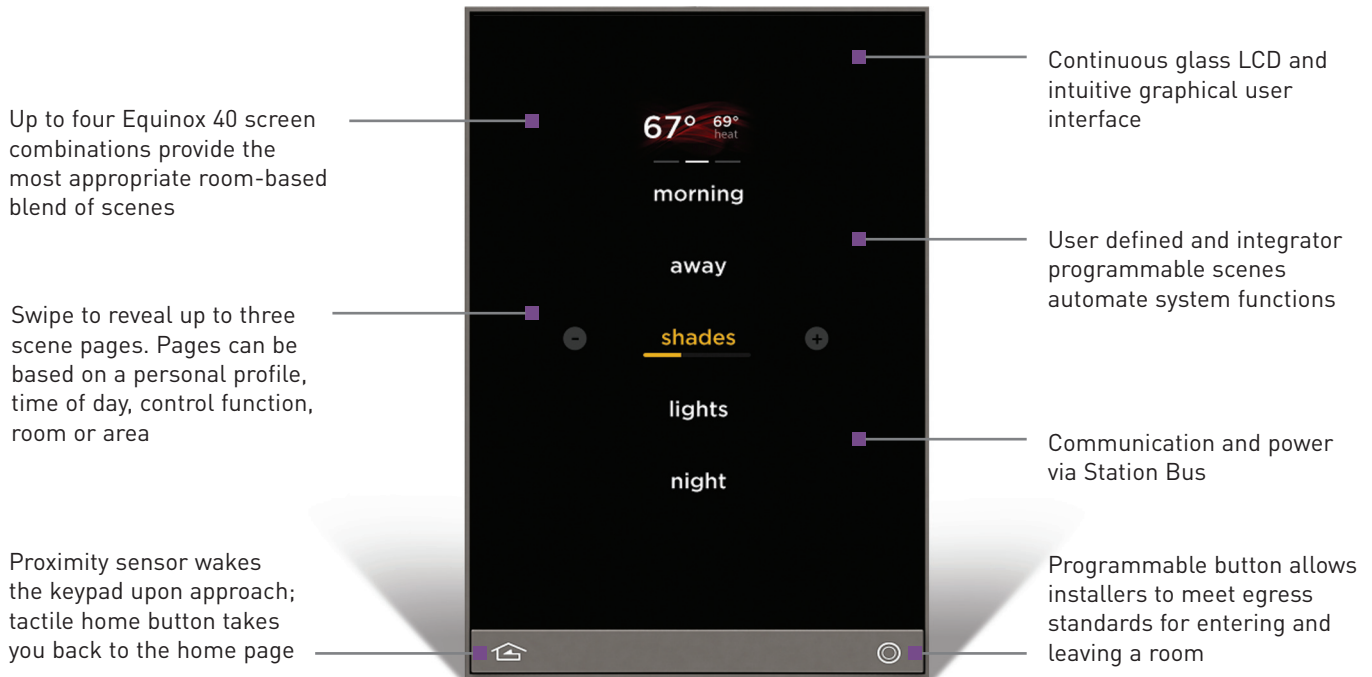 Up to four Equinox 40 screen
combinations provide the
most appropriate room-based
blend of scenes
Swipe to reveal up to three
scene pages. Pages can be
based on a personal profile,
time of day, control function,
room or area
Proximity sensor wakes
the keypad upon approach;
tactile home button takes
you back to the home page
67° 69°
heat
morning
away
- shades +
lights
night
Continuous glass LCD and
intuitive graphical user
interface
User defined and integrator
programmable scenes
automate system functions
Communication and power
via Station Bus
Programmable button allows
installers to meet egress
standards for entering and
leaving a room